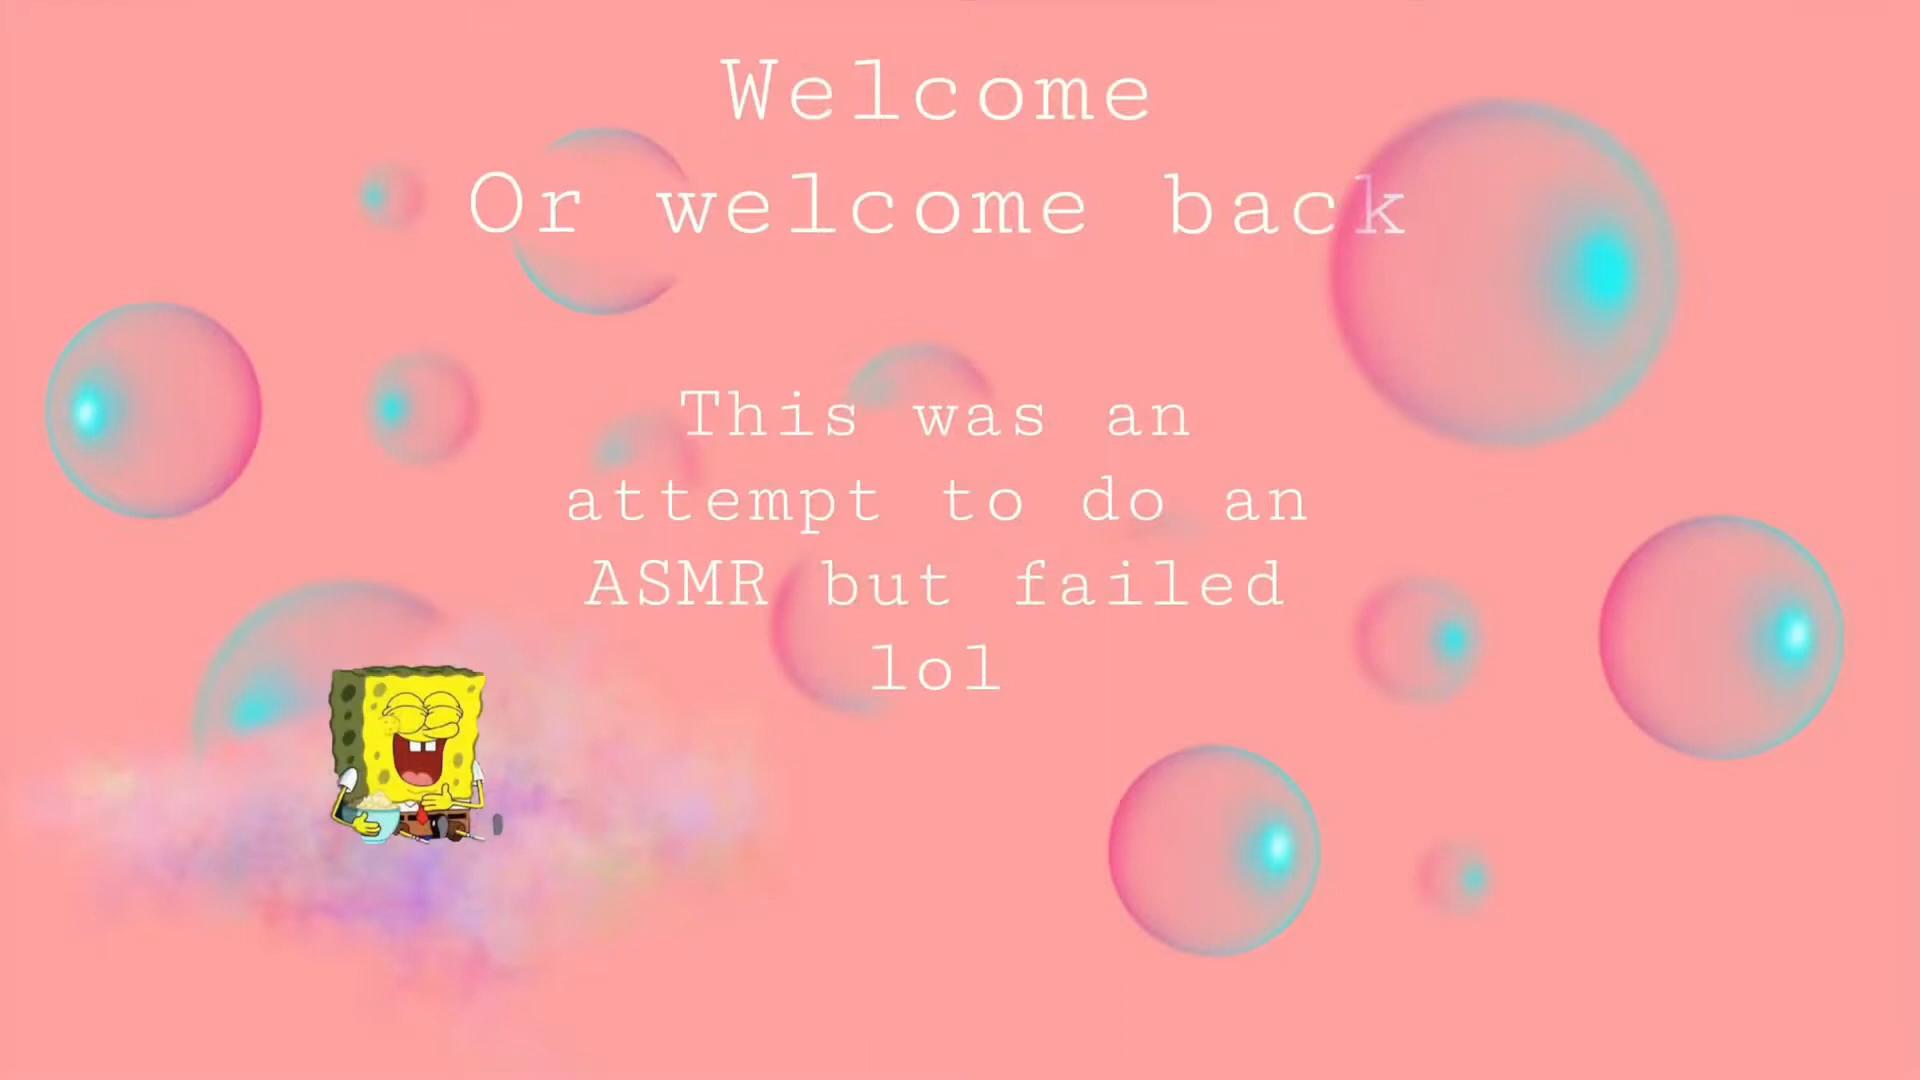 Welcome
Or welcome back
This was an
attempt to do an
ASMR but failed
lol